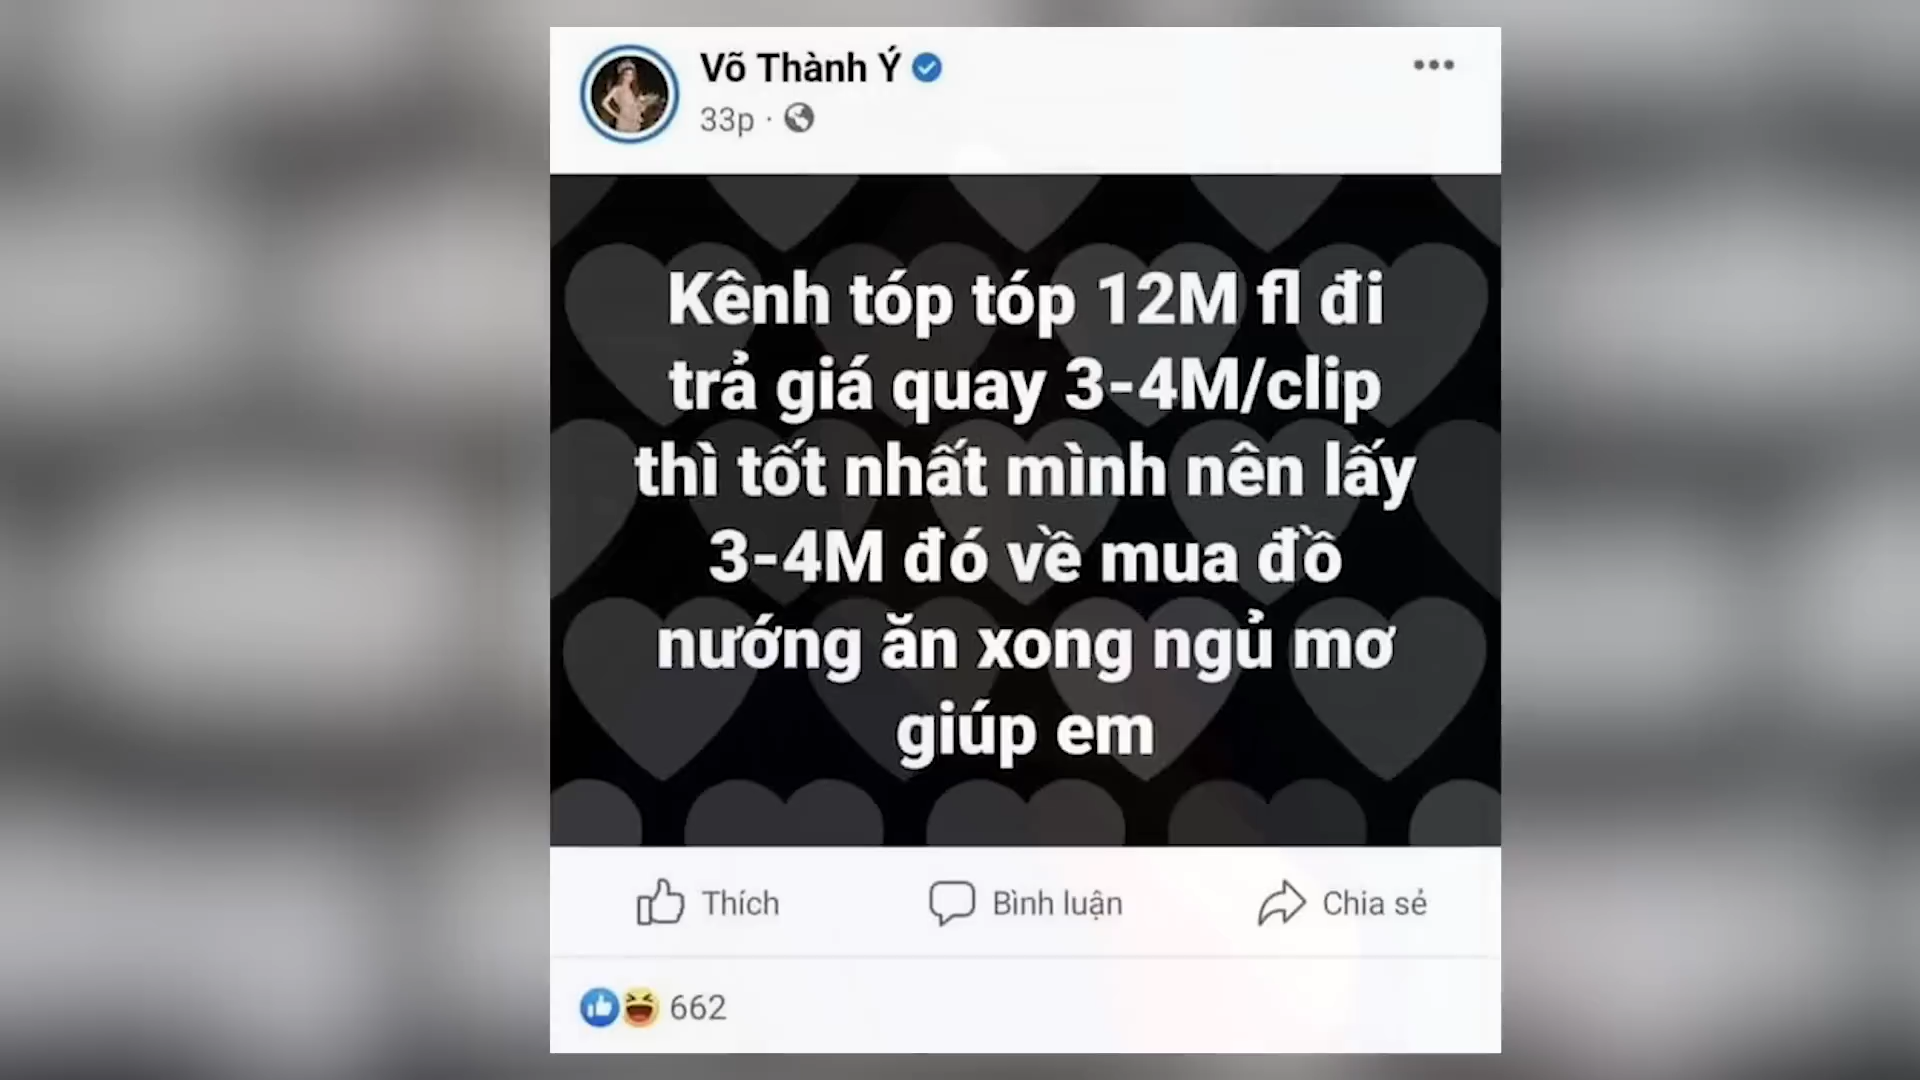 Võ Thành Ý
33p ·
Kênh tóp tóp 12M fl đi
trả giá quay 3-4M/clip
thì tốt nhất mình nên lấy
3-4M đó về mua đồ
nướng ăn xong ngủ mơ
giúp em
Thích
Bình luận
Chia sẻ
662